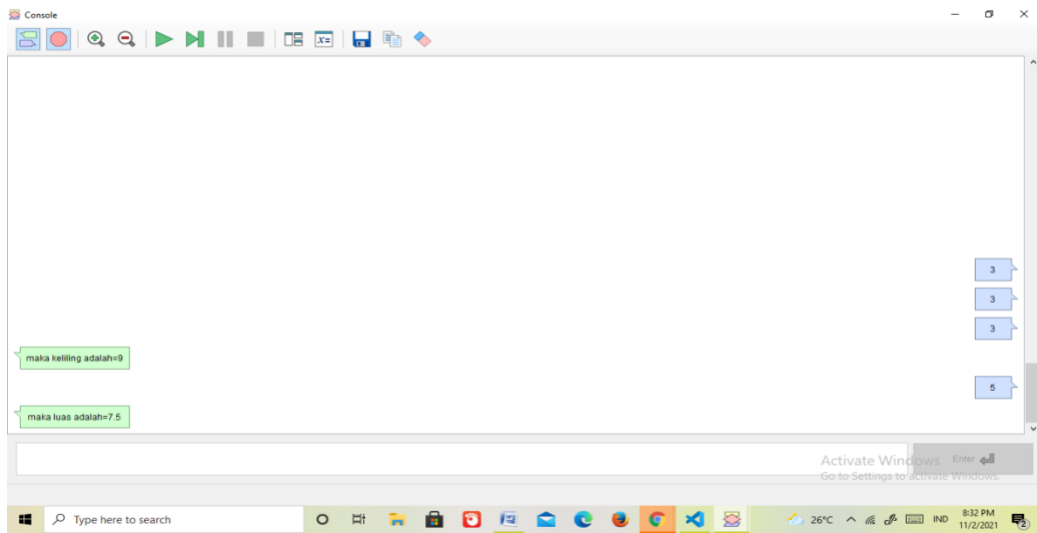 Console
x=
3
3
3
maka keliling adalah=9
5
maka luas adalah=7.5
Activate Windows
Enter
Go to Settings to activate Windows.
Type here to search
26°C
IND
8:32 PM
11/2/2021
2